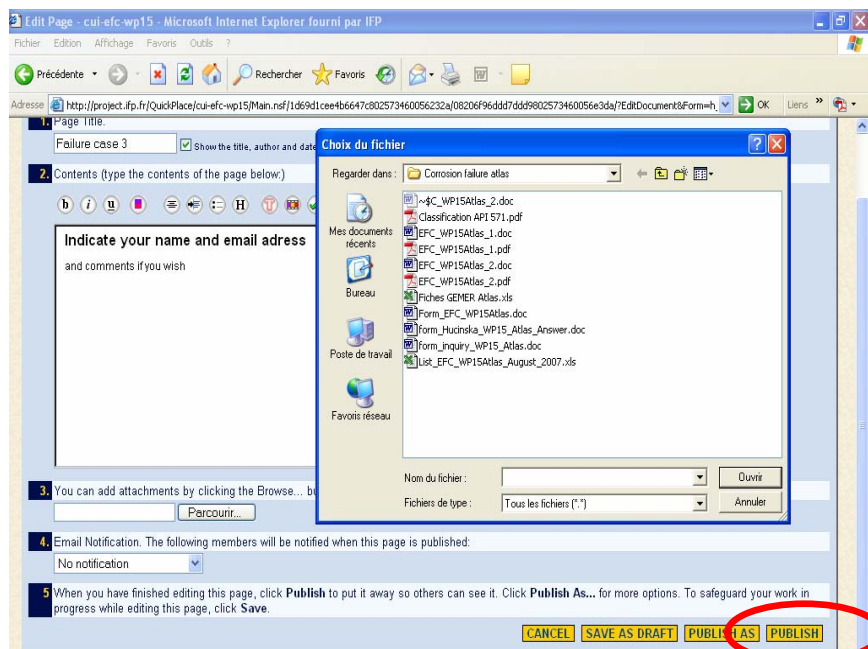 Edit Page - cui-efc-wp15 - Microsoft Internet Explorer fourni par IFP
Fichier Edition Affichage Favoris Outils ?
Précédente Rechercher Favoris
Adresse http://project.ifp.fr/QuickPlace/cui-efc-wp15/Main.nsf/1d69d1cee4b6647c802573460056232a/08206f96ddd7ddd9802573460056e3da/?EditDocument&Form=h_ OK Liens »
1. Page Title.
Failure case 3 Show the title, author and date
2. Contents (type the contents of the page below:)
b i u H T
Indicate your name and email adress
and comments if you wish
Choix du fichier
Regarder dans : Corrosion failure atlas
Mes documents récents
Bureau
Poste de travail
Favoris réseau
~$C_WP15Atlas_2.doc
Classification API 571.pdf
EFC_WP15Atlas_1.doc
EFC_WP15Atlas_1.pdf
EFC_WP15Atlas_2.doc
EFC_WP15Atlas_2.pdf
Fiches GEMER Atlas.xls
Form_EFC_WP15Atlas.doc
form_Hucinska_WP15_Atlas_Answer.doc
form_inquiry_WP15_Atlas.doc
List_EFC_WP15Atlas_August_2007.xls
Nom du fichier : Ouvrir
Fichiers de type : Tous les fichiers (*.*) Annuler
3. You can add attachments by clicking the Browse...
Parcourir...
4. Email Notification. The following members will be notified when this page is published:
No notification
5 When you have finished editing this page, click Publish to put it away so others can see it. Click Publish As... for more options. To safeguard your work in
progress while editing this page, click Save.
CANCEL SAVE AS DRAFT PUBLISH AS PUBLISH